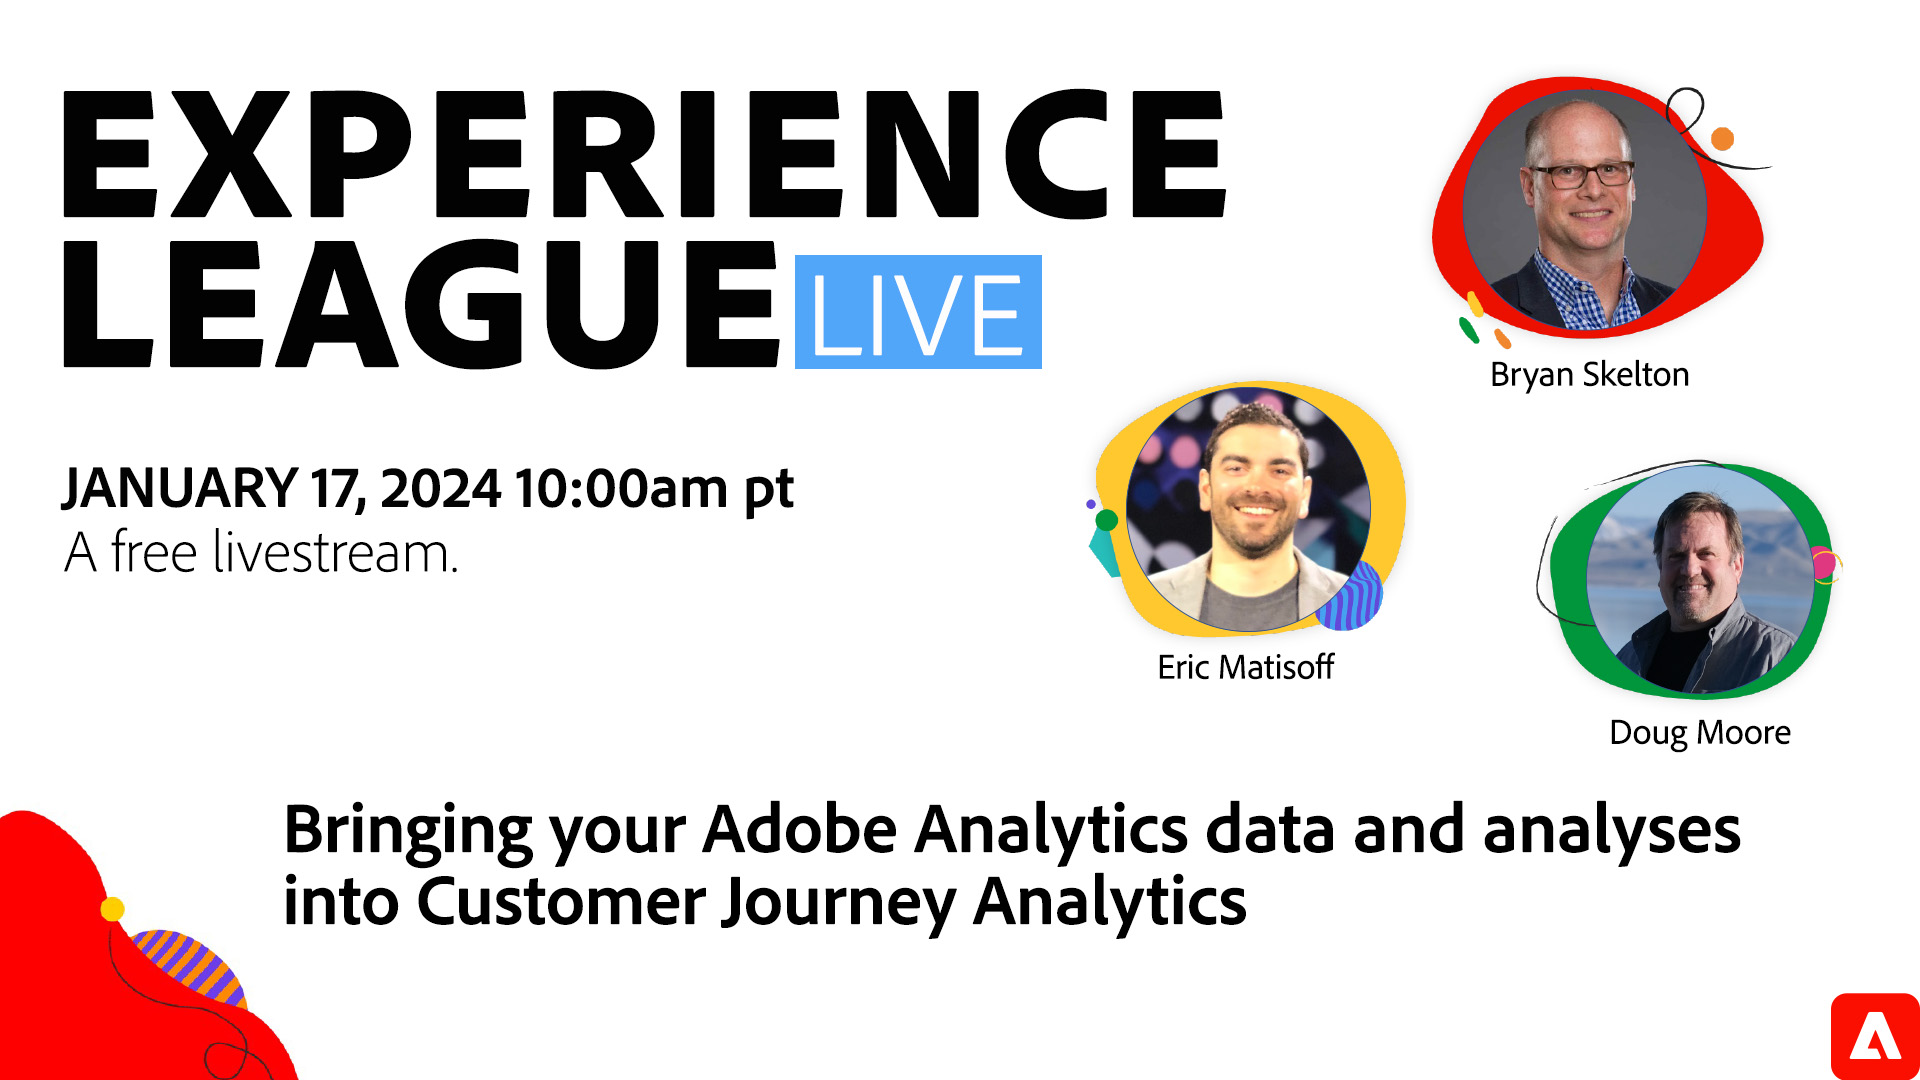 EXPERIENCE
LEAGUE LIVE
JANUARY 17, 2024 10:00am pt
A free livestream.
Bryan Skelton
Eric Matisoff
Doug Moore
Bringing your Adobe Analytics data and analyses
into Customer Journey Analytics